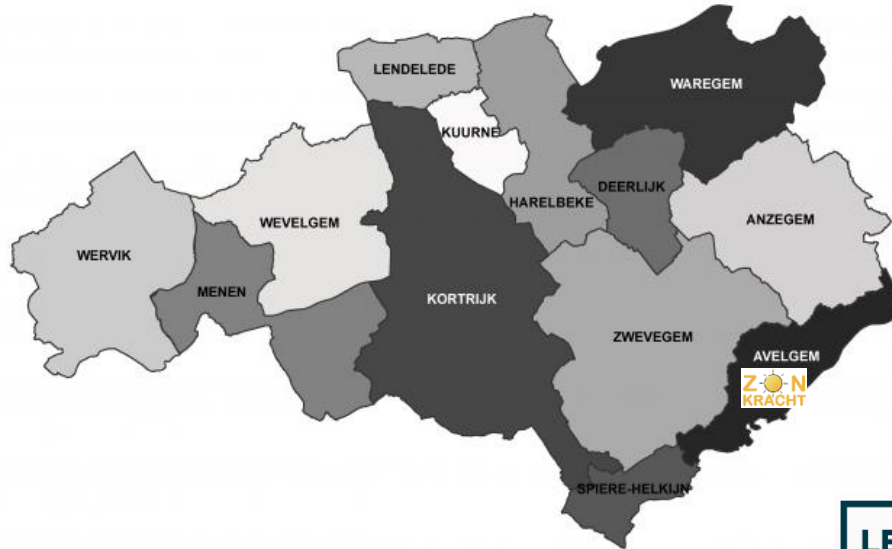 LENDELEDE
WAREGEM
KUURNE
DEERLIJK
HARELBEKE
ANZEGEM
WEVELGEM
WERVIK
MENEN
KORTRIJK
ZWEVEGEM
AVELGEM
ZON
KRACHT
SPIERE-HELKIJN